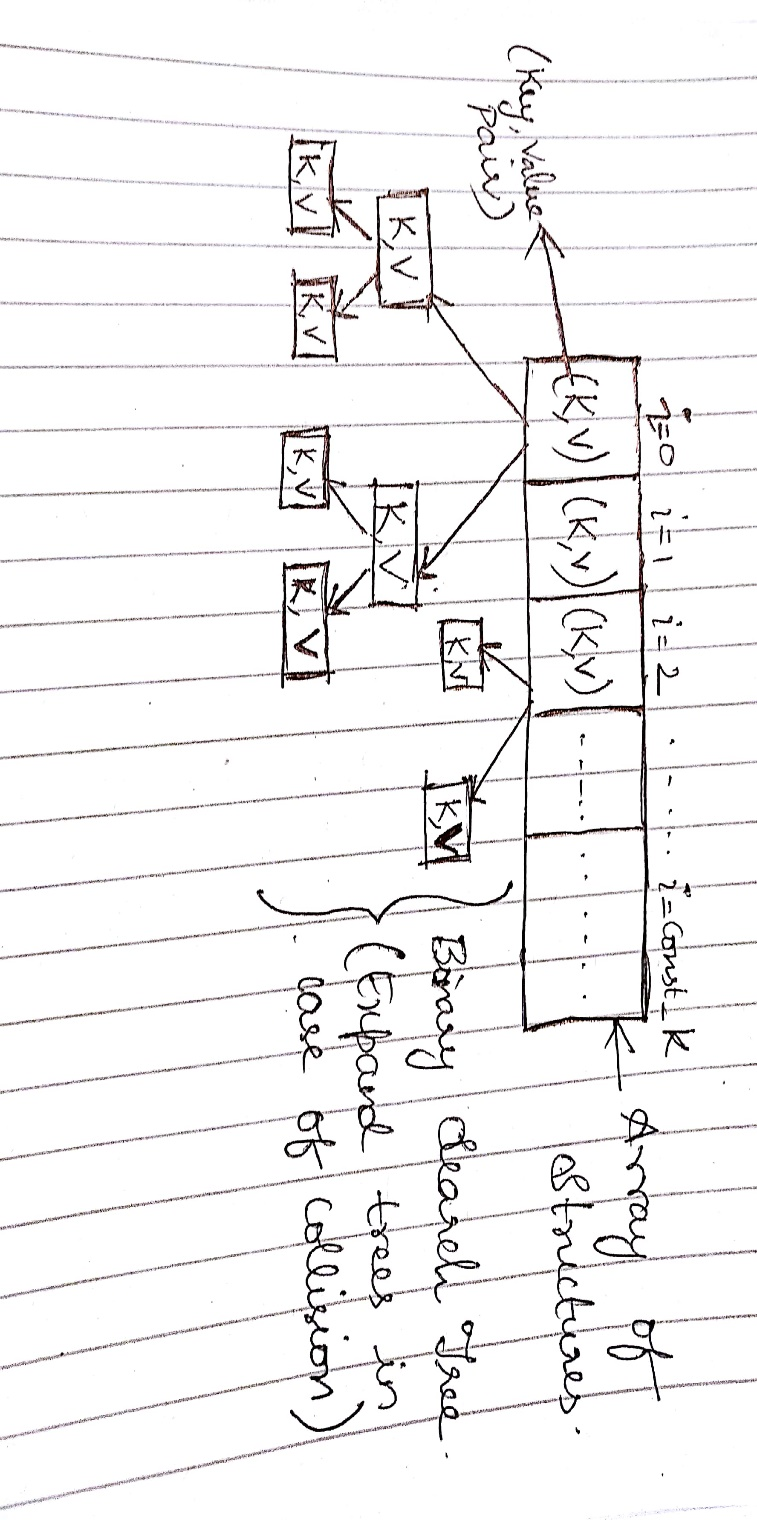 i=0 i=1 i=2 . - . . . . i=Const_K
(K,V) (K,V) (K,V) - - - - . . . . . . .
Array of
structures.
(Key, Value
Pair)
K,V
K,V
K,V
K,V
K,V
K,V
K,V
K,V
Binary Search Tree.
(Expand trees in
case of collision)